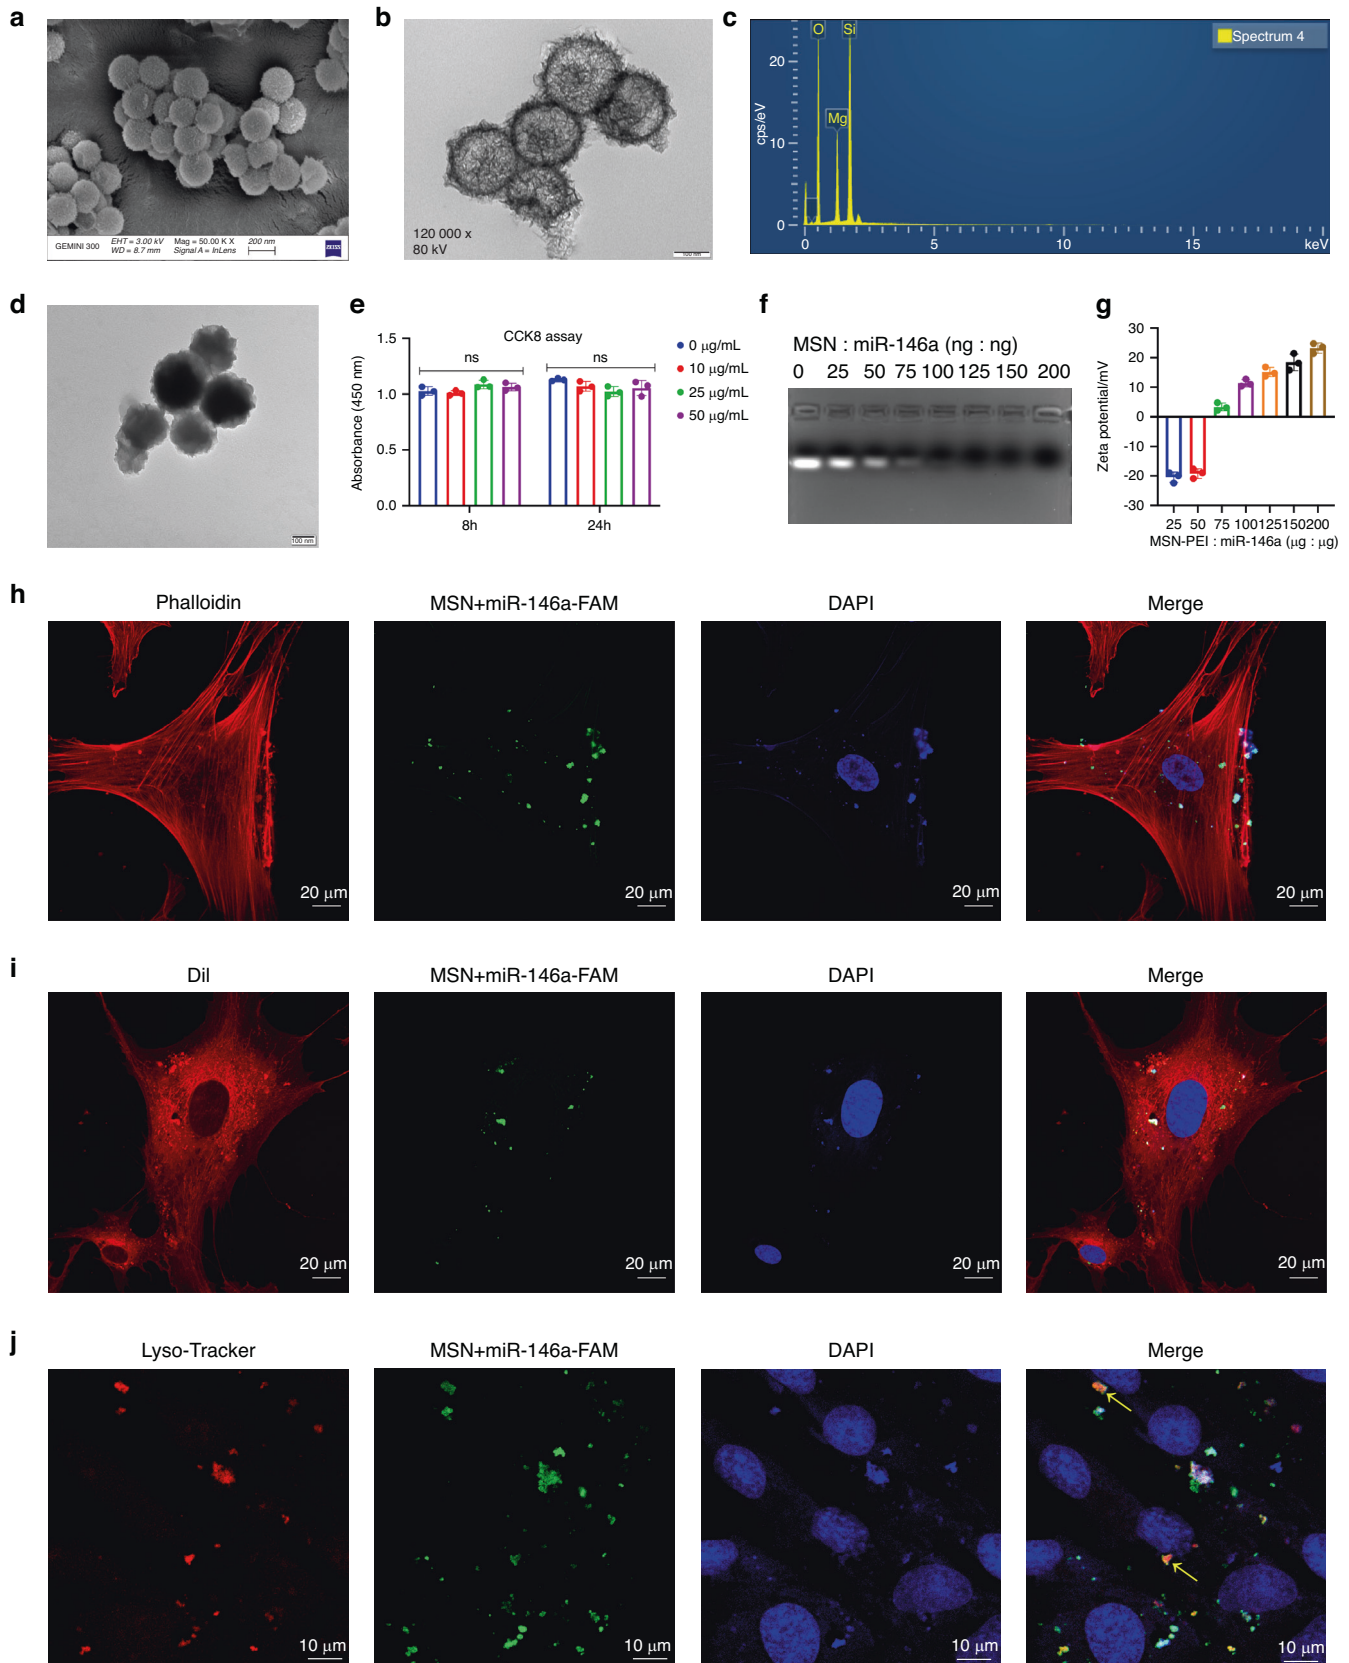 a
GEMINI 300
EHT = 3.00 kV
WD = 8.7 mm
Mag = 50.00 K X
Signal A = InLens
200 nm
ZEISS
b
120 000 x
80 kV
100 nm
c
Spectrum 4
O
Si
Mg
cps/eV
20
10
0
0 5 10 15 keV
d
100 nm
e
CCK8 assay
ns ns
Absorbance (450 nm)
1.5
1.0
0.5
0.0
8h 24h
0 μg/mL
10 μg/mL
25 μg/mL
50 μg/mL
f
MSN : miR-146a (ng : ng)
0 25 50 75 100 125 150 200
g
Zeta potential/mV
30
20
10
0
-10
-20
-30
25 50 75 100 125 150 200
MSN-PEI : miR-146a (μg : μg)
h
Phalloidin MSN+miR-146a-FAM DAPI Merge
20 μm 20 μm 20 μm 20 μm
i
Dil MSN+miR-146a-FAM DAPI Merge
20 μm 20 μm 20 μm 20 μm
j
Lyso-Tracker MSN+miR-146a-FAM DAPI Merge
10 μm 10 μm 10 μm 10 μm